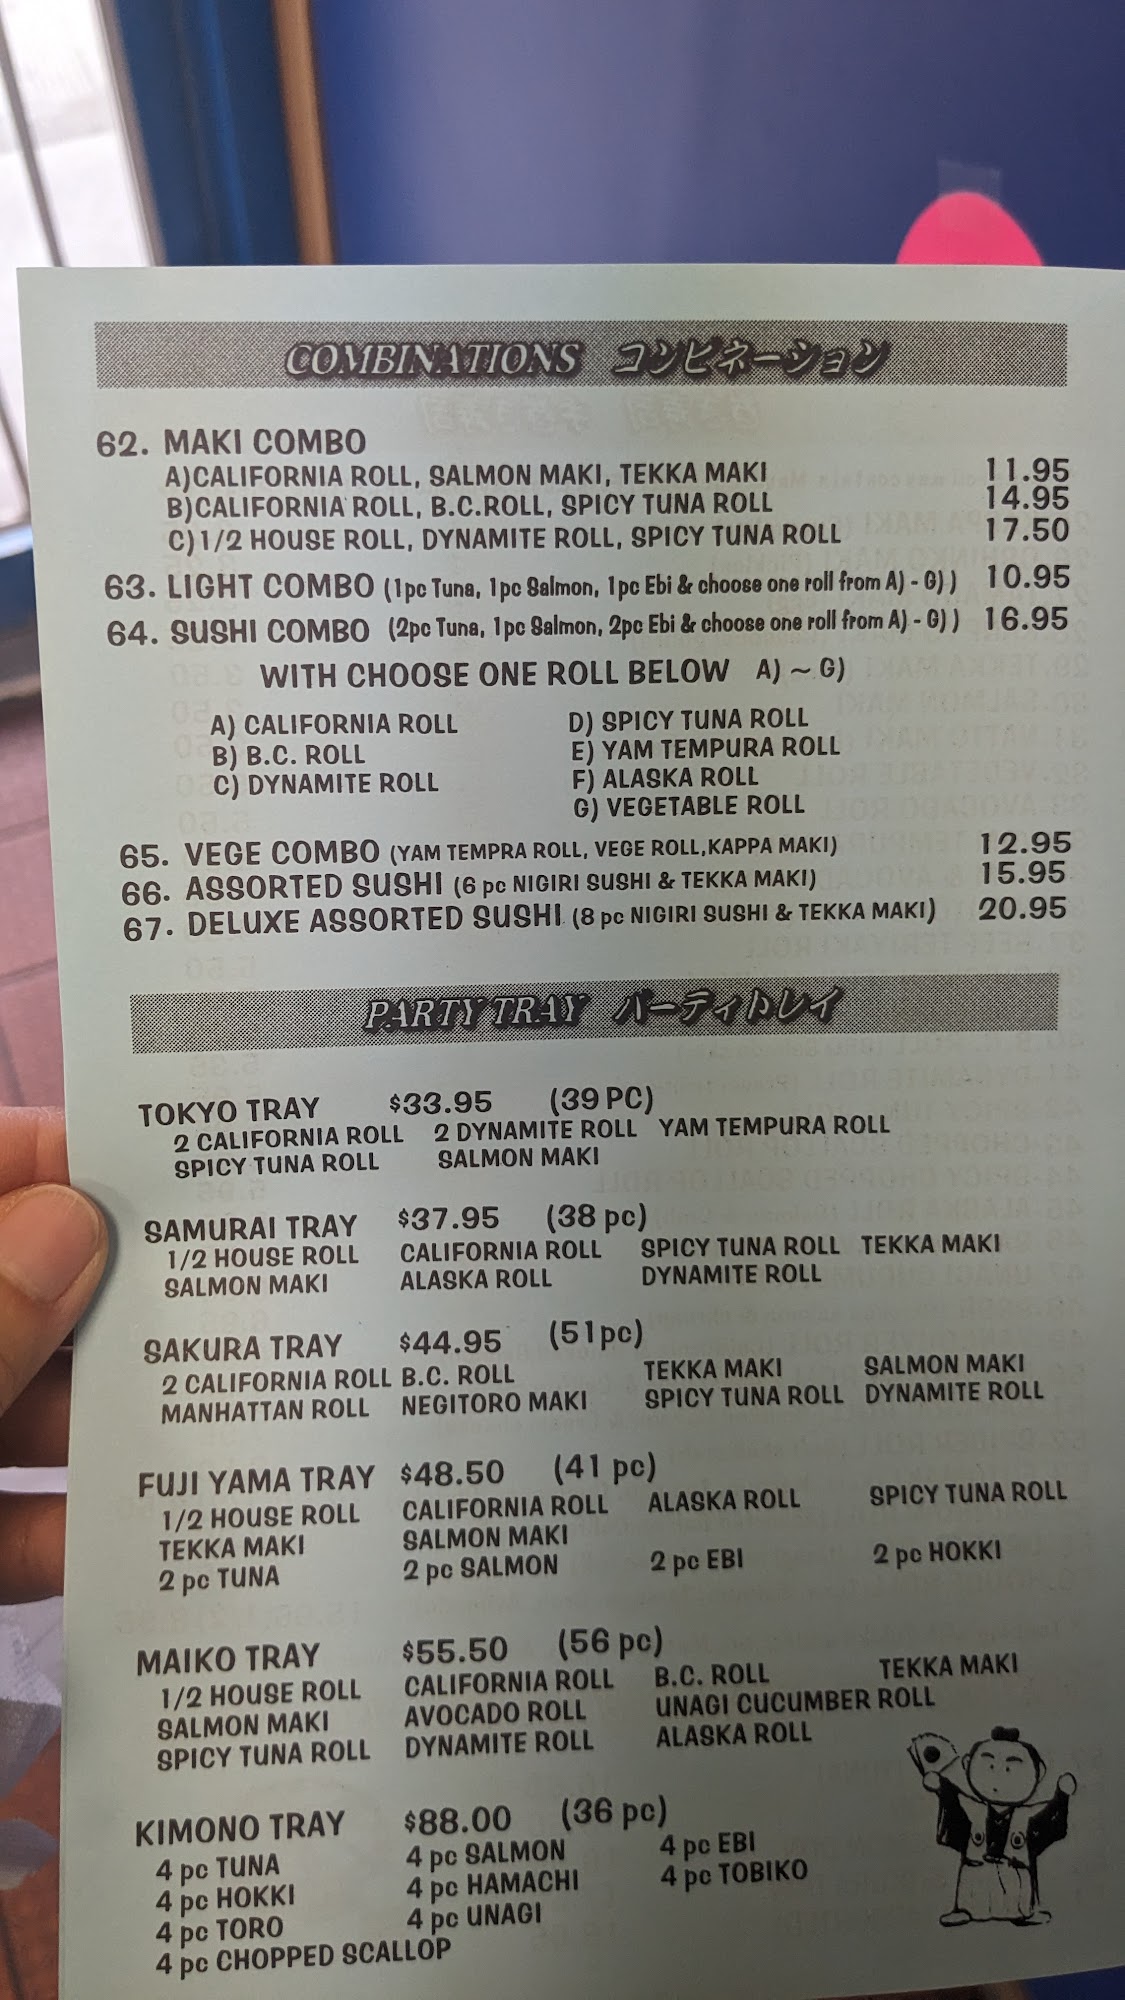 COMBINATIONS コンビネーション
62. MAKI COMBO
A)CALIFORNIA ROLL, SALMON MAKI, TEKKA MAKI 11.95
B)CALIFORNIA ROLL, B.C.ROLL, SPICY TUNA ROLL 14.95
C)1/2 HOUSE ROLL, DYNAMITE ROLL, SPICY TUNA ROLL 17.50
63. LIGHT COMBO (1pc Tuna, 1pc Salmon, 1pc Ebi & choose one roll from A) - G) ) 10.95
64. SUSHI COMBO (2pc Tuna, 1pc Salmon, 2pc Ebi & choose one roll from A) - G) ) 16.95
WITH CHOOSE ONE ROLL BELOW A) ~ G)
A) CALIFORNIA ROLL D) SPICY TUNA ROLL
B) B.C. ROLL E) YAM TEMPURA ROLL
C) DYNAMITE ROLL F) ALASKA ROLL
G) VEGETABLE ROLL
65. VEGE COMBO (YAM TEMPRA ROLL, VEGE ROLL,KAPPA MAKI) 12.95
66. ASSORTED SUSHI (6 pc NIGIRI SUSHI & TEKKA MAKI) 15.95
67. DELUXE ASSORTED SUSHI (8 pc NIGIRI SUSHI & TEKKA MAKI) 20.95
PARTY TRAY パーティトレイ
TOKYO TRAY $33.95 (39 PC)
2 CALIFORNIA ROLL 2 DYNAMITE ROLL YAM TEMPURA ROLL
SPICY TUNA ROLL SALMON MAKI
SAMURAI TRAY $37.95 (38 pc)
1/2 HOUSE ROLL CALIFORNIA ROLL SPICY TUNA ROLL TEKKA MAKI
SALMON MAKI ALASKA ROLL DYNAMITE ROLL
SAKURA TRAY $44.95 (51pc)
2 CALIFORNIA ROLL B.C. ROLL TEKKA MAKI SALMON MAKI
MANHATTAN ROLL NEGITORO MAKI SPICY TUNA ROLL DYNAMITE ROLL
FUJI YAMA TRAY $48.50 (41 pc)
1/2 HOUSE ROLL CALIFORNIA ROLL ALASKA ROLL SPICY TUNA ROLL
TEKKA MAKI SALMON MAKI
2 pc TUNA 2 pc SALMON 2 pc EBI 2 pc HOKKI
MAIKO TRAY $55.50 (56 pc)
1/2 HOUSE ROLL CALIFORNIA ROLL B.C. ROLL TEKKA MAKI
SALMON MAKI AVOCADO ROLL UNAGI CUCUMBER ROLL
SPICY TUNA ROLL DYNAMITE ROLL ALASKA ROLL
KIMONO TRAY $88.00 (36 pc)
4 pc TUNA 4 pc SALMON 4 pc EBI
4 pc HOKKI 4 pc HAMACHI 4 pc TOBIKO
4 pc TORO 4 pc UNAGI
4 pc CHOPPED SCALLOP